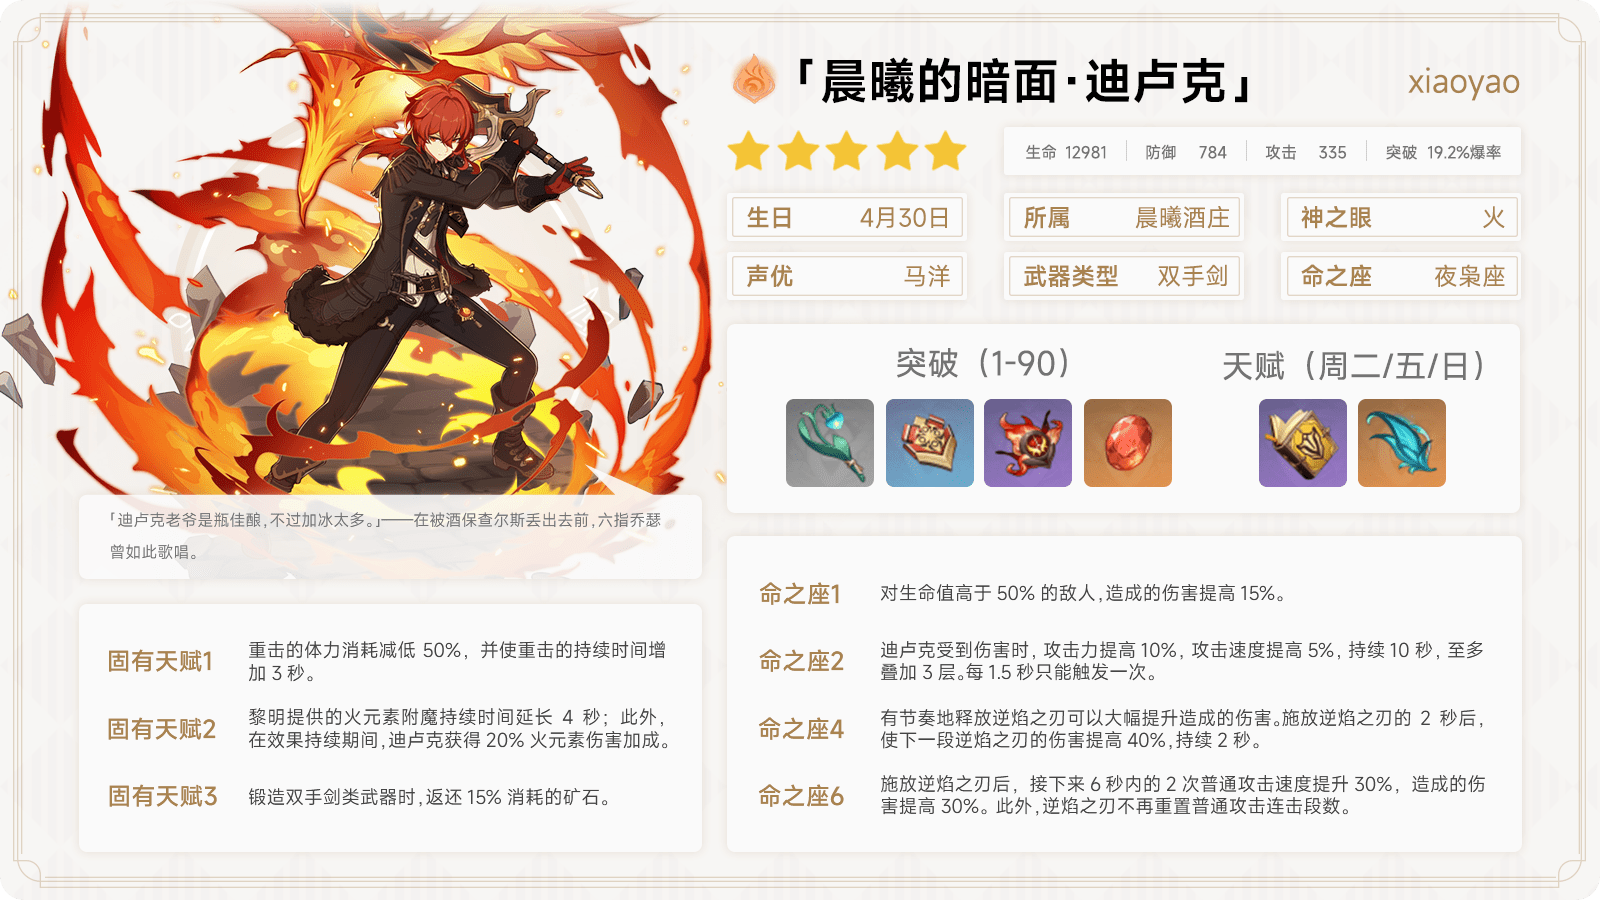 「晨曦的暗面·迪卢克」
xiaoyao
生命 12981 防御 784 攻击 335 突破 19.2%爆率
生日 4月30日 所属 晨曦酒庄 神之眼 火
声优 马洋 武器类型 双手剑 命之座 夜枭座
突破（1-90） 天赋（周二/五/日）
「迪卢克老爷是瓶佳酿,不过加冰太多。」——在被酒保查尔斯丢出去前,六指乔瑟
曾如此歌唱。
固有天赋1 重击的体力消耗减低 50%，并使重击的持续时间增
加 3 秒。
固有天赋2 黎明提供的火元素附魔持续时间延长 4 秒；此外，
在效果持续期间,迪卢克获得 20% 火元素伤害加成。
固有天赋3 锻造双手剑类武器时,返还 15% 消耗的矿石。
命之座1 对生命值高于 50% 的敌人,造成的伤害提高 15%。
命之座2 迪卢克受到伤害时, 攻击力提高 10%, 攻击速度提高 5%, 持续 10 秒, 至多
叠加 3 层。每 1.5 秒只能触发一次。
命之座4 有节奏地释放逆焰之刃可以大幅提升造成的伤害。施放逆焰之刃的 2 秒后,
使下一段逆焰之刃的伤害提高 40%,持续 2 秒。
命之座6 施放逆焰之刃后，接下来 6 秒内的 2 次普通攻击速度提升 30%，造成的伤
害提高 30%。此外,逆焰之刃不再重置普通攻击连击段数。